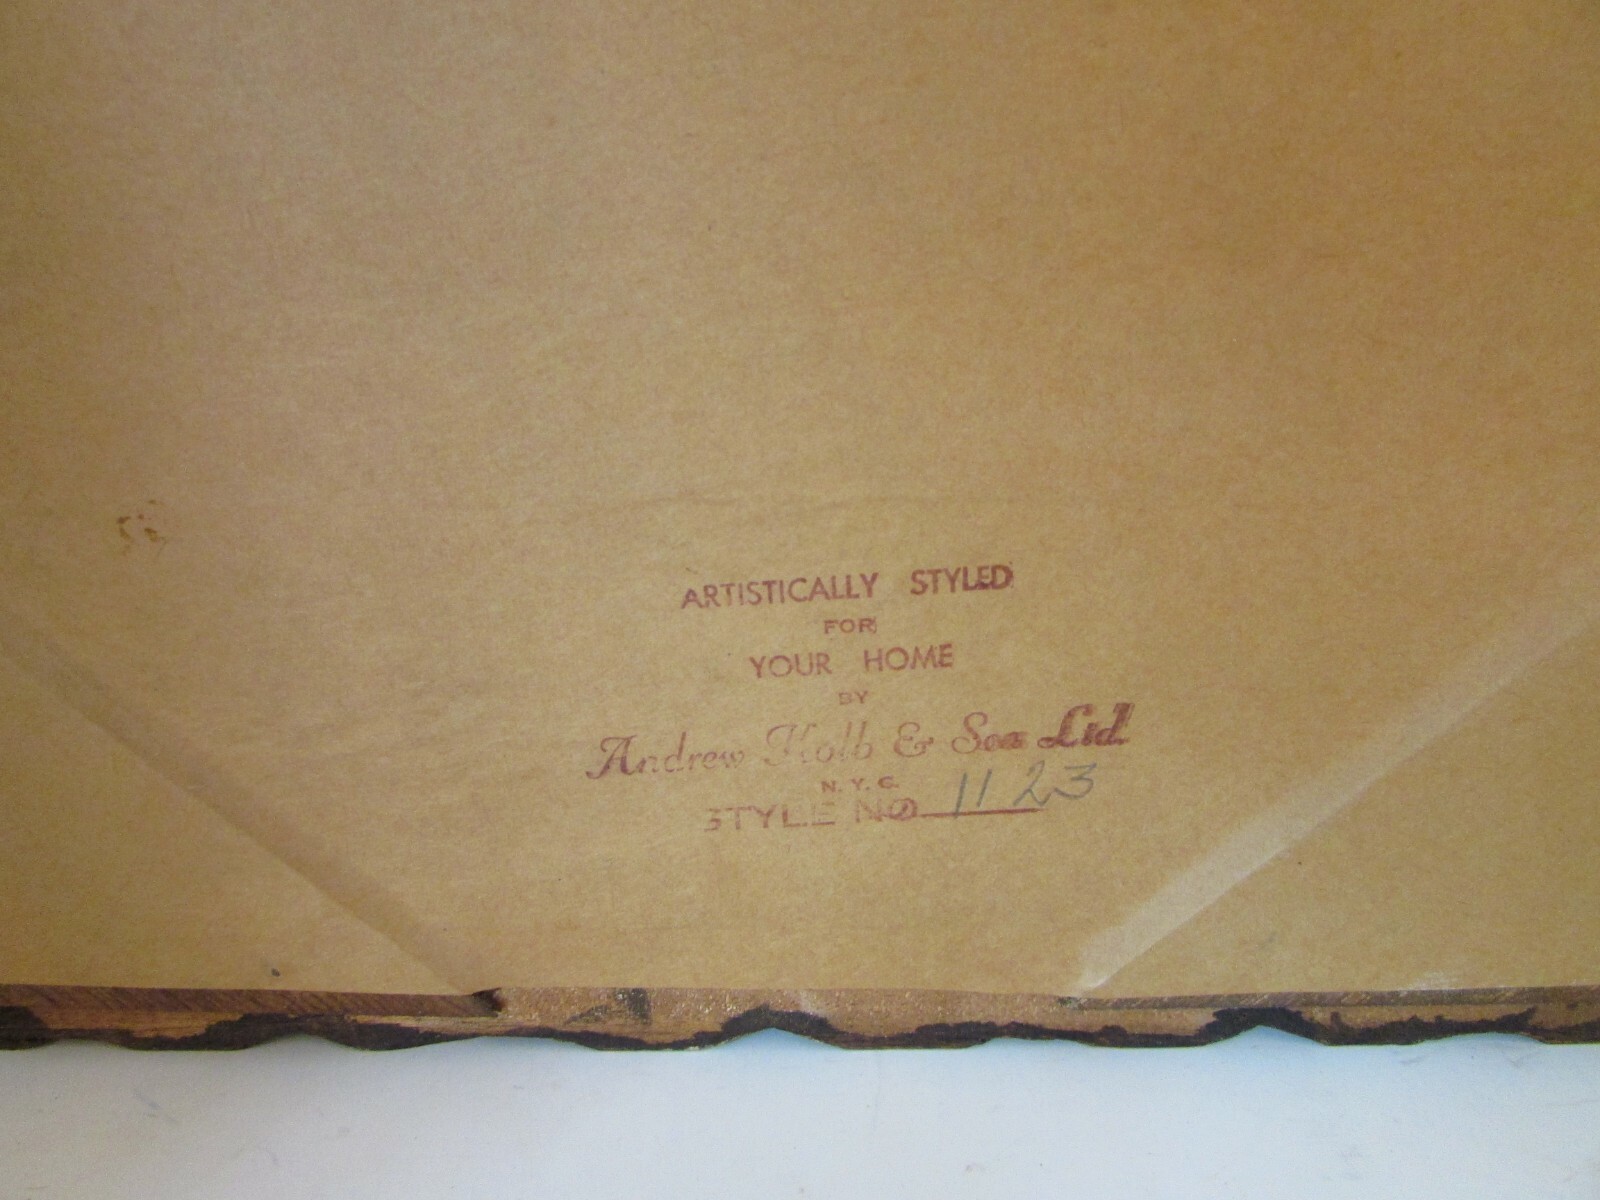 ARTISTICALLY STYLED
FOR
YOUR HOME
BY
Andrew Kolb & Son Ltd.
N.Y.C.
STYLE NO 1123